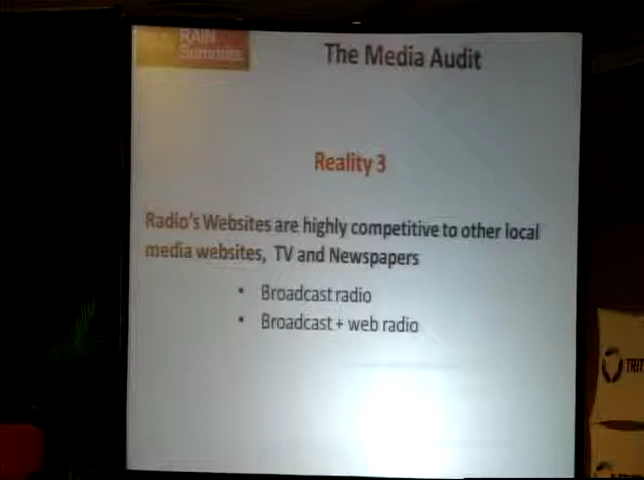 RAIN
Summits
The Media Audit
Reality 3
Radio's Websites are highly competitive to other local
media websites, TV and Newspapers
• Broadcast radio
• Broadcast + web radio
TRIT